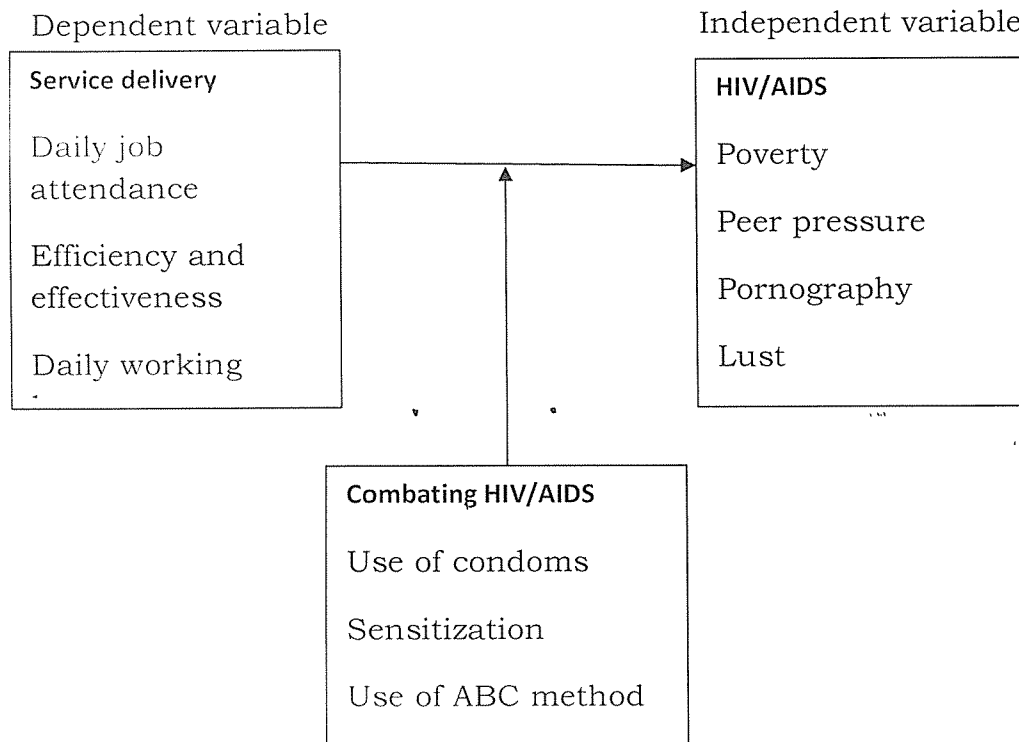 Dependent variable
Independent variable
Service delivery
Daily job
attendance
Efficiency and
effectiveness
Daily working
HIV/AIDS
Poverty
Peer pressure
Pornography
Lust
Combating HIV/AIDS
Use of condoms
Sensitization
Use of ABC method